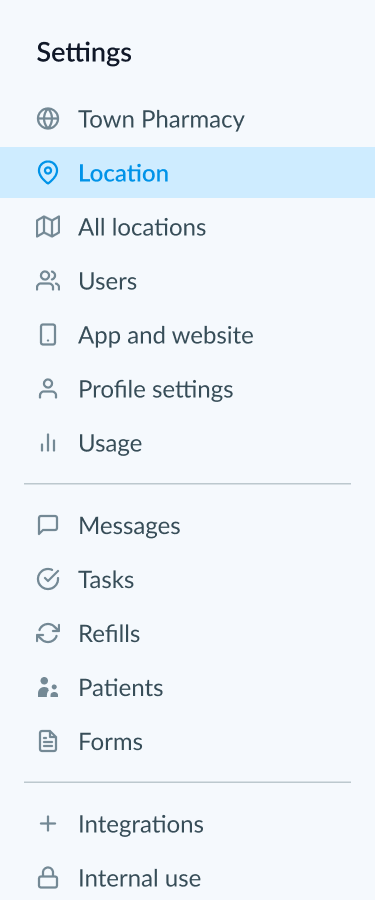 Settings
Town Pharmacy
Location
All locations
Users
App and website
Profile settings
Usage
Messages
Tasks
Refills
Patients
Forms
Integrations
Internal use